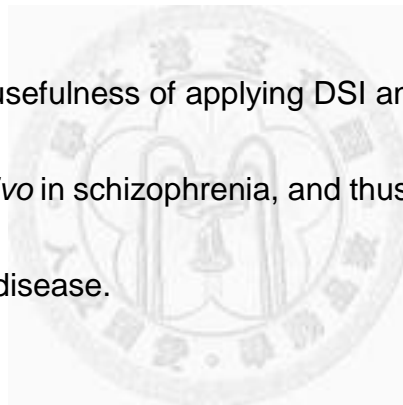 usefulness of applying DSI an
vo in schizophrenia, and thus
disease.